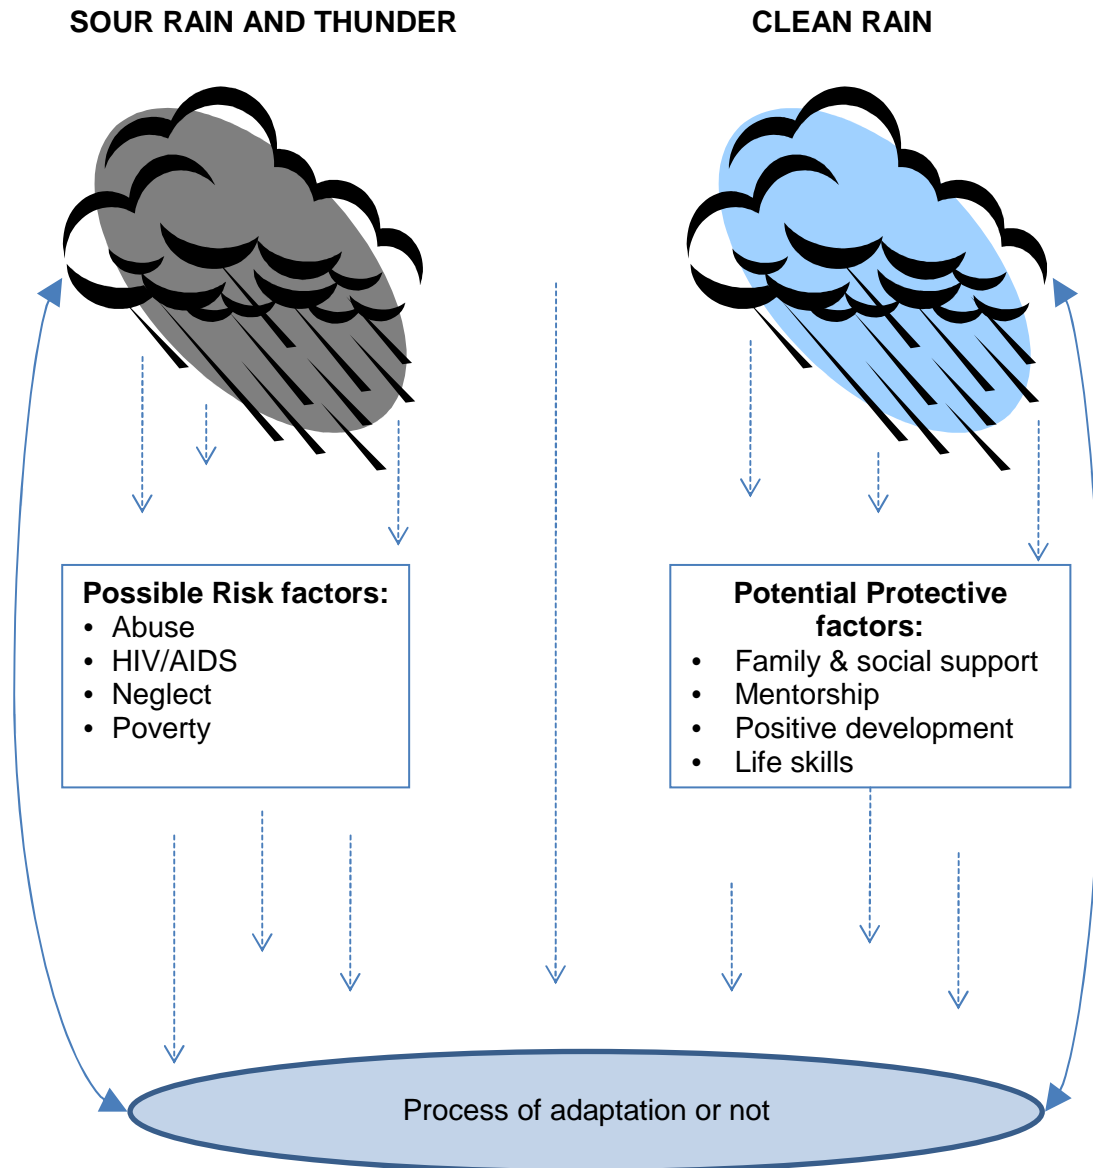 SOUR RAIN AND THUNDER
CLEAN RAIN
Possible Risk factors:
• Abuse
• HIV/AIDS
• Neglect
• Poverty
Potential Protective
factors:
• Family & social support
• Mentorship
• Positive development
• Life skills
Process of adaptation or not